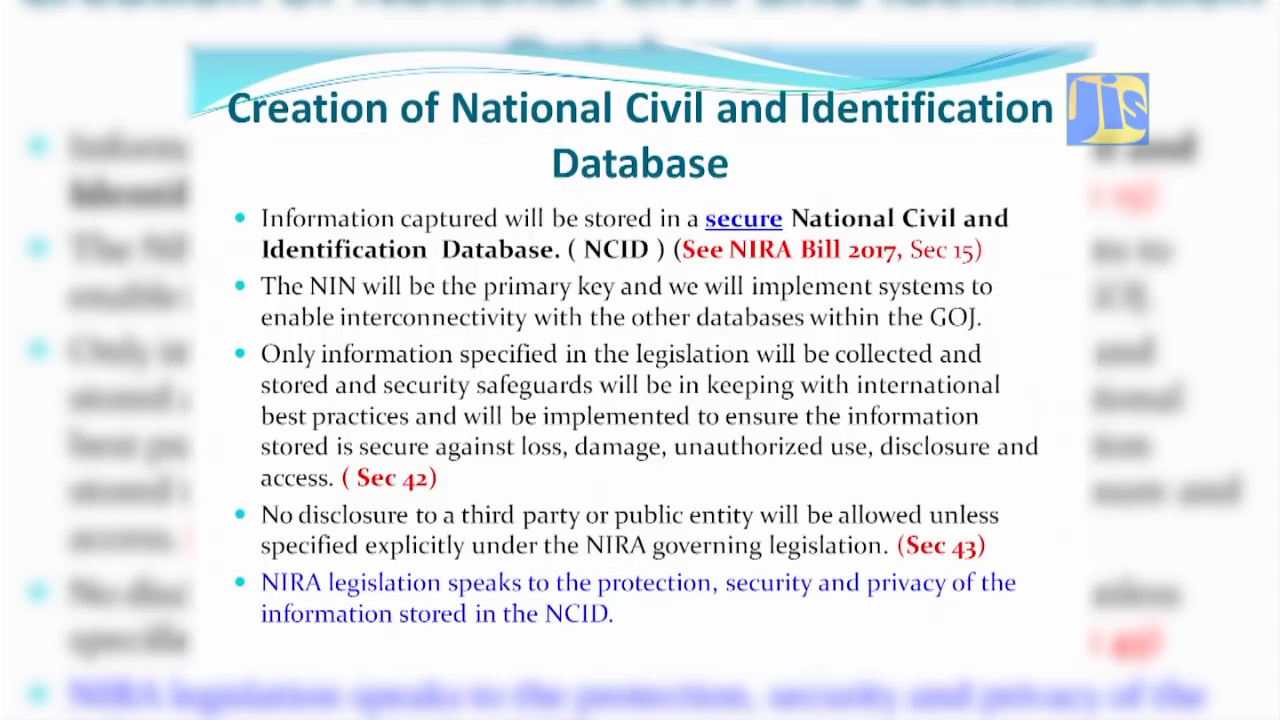 Creation of National Civil and Identification
Database
JIS
• Information captured will be stored in a secure National Civil and
Identification Database. ( NCID ) (See NIRA Bill 2017, Sec 15)
• The NIN will be the primary key and we will implement systems to
enable interconnectivity with the other databases within the GOJ.
• Only information specified in the legislation will be collected and
stored and security safeguards will be in keeping with international
best practices and will be implemented to ensure the information
stored is secure against loss, damage, unauthorized use, disclosure and
access. ( Sec 42)
• No disclosure to a third party or public entity will be allowed unless
specified explicitly under the NIRA governing legislation. (Sec 43)
• NIRA legislation speaks to the protection, security and privacy of the
information stored in the NCID.